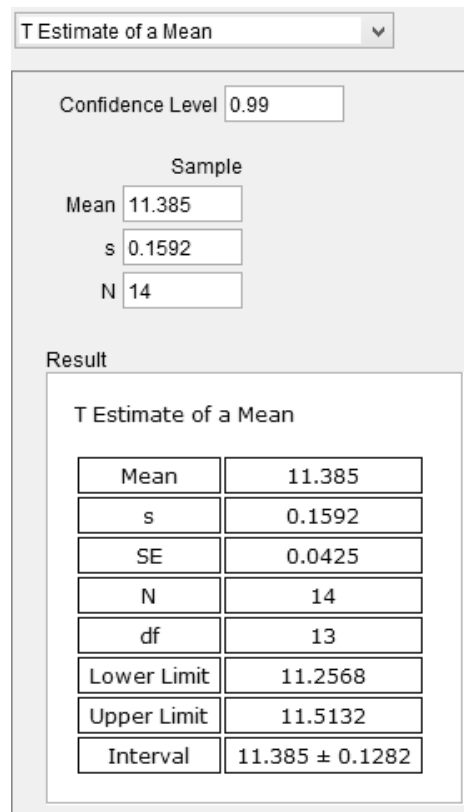 T Estimate of a Mean
Confidence Level 0.99
Sample
Mean 11.385
s 0.1592
N 14
Result
T Estimate of a Mean
Mean 11.385
s 0.1592
SE 0.0425
N 14
df 13
Lower Limit 11.2568
Upper Limit 11.5132
Interval 11.385 ± 0.1282